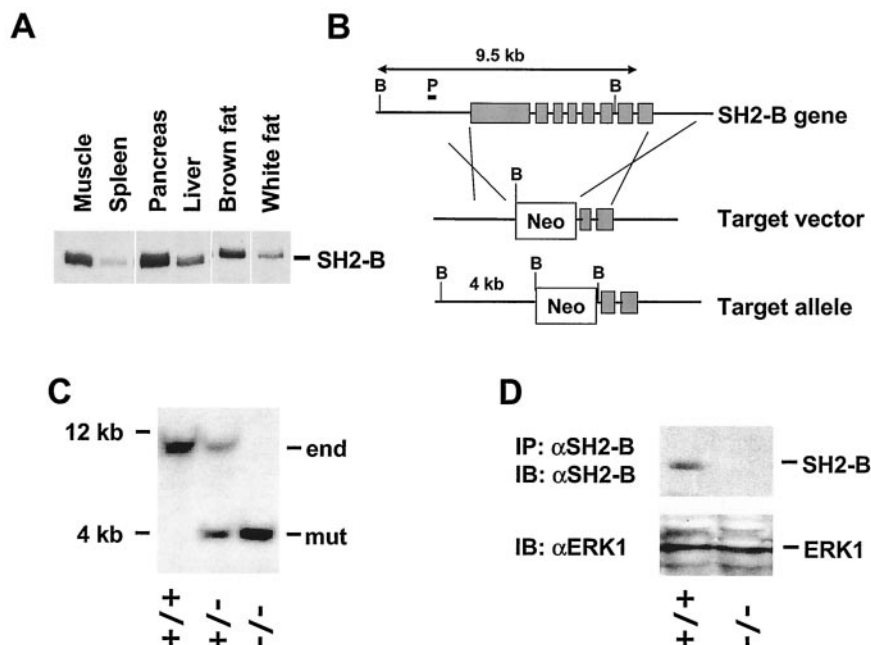 A
Muscle
Spleen
Pancreas
Liver
Brown fat
White fat
SH2-B
B
9.5 kb
B
P
B
SH2-B gene
B
Neo
Target vector
B
4 kb
B
B
Neo
Target allele
C
12 kb
end
4 kb
mut
+/+
+/-
-/-
D
IP: αSH2-B
IB: αSH2-B
SH2-B
IB: αERK1
ERK1
+/+
-/-